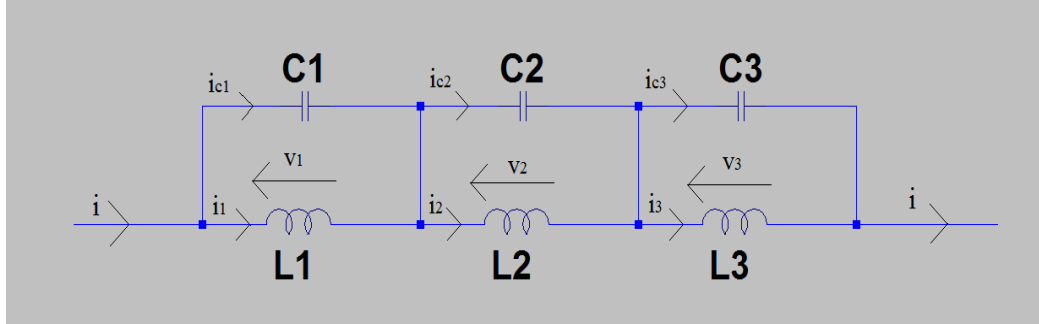 C1 C2 C3
ic1 ic2 ic3
v1 v2 v3
i i1 i2 i3 i
L1 L2 L3